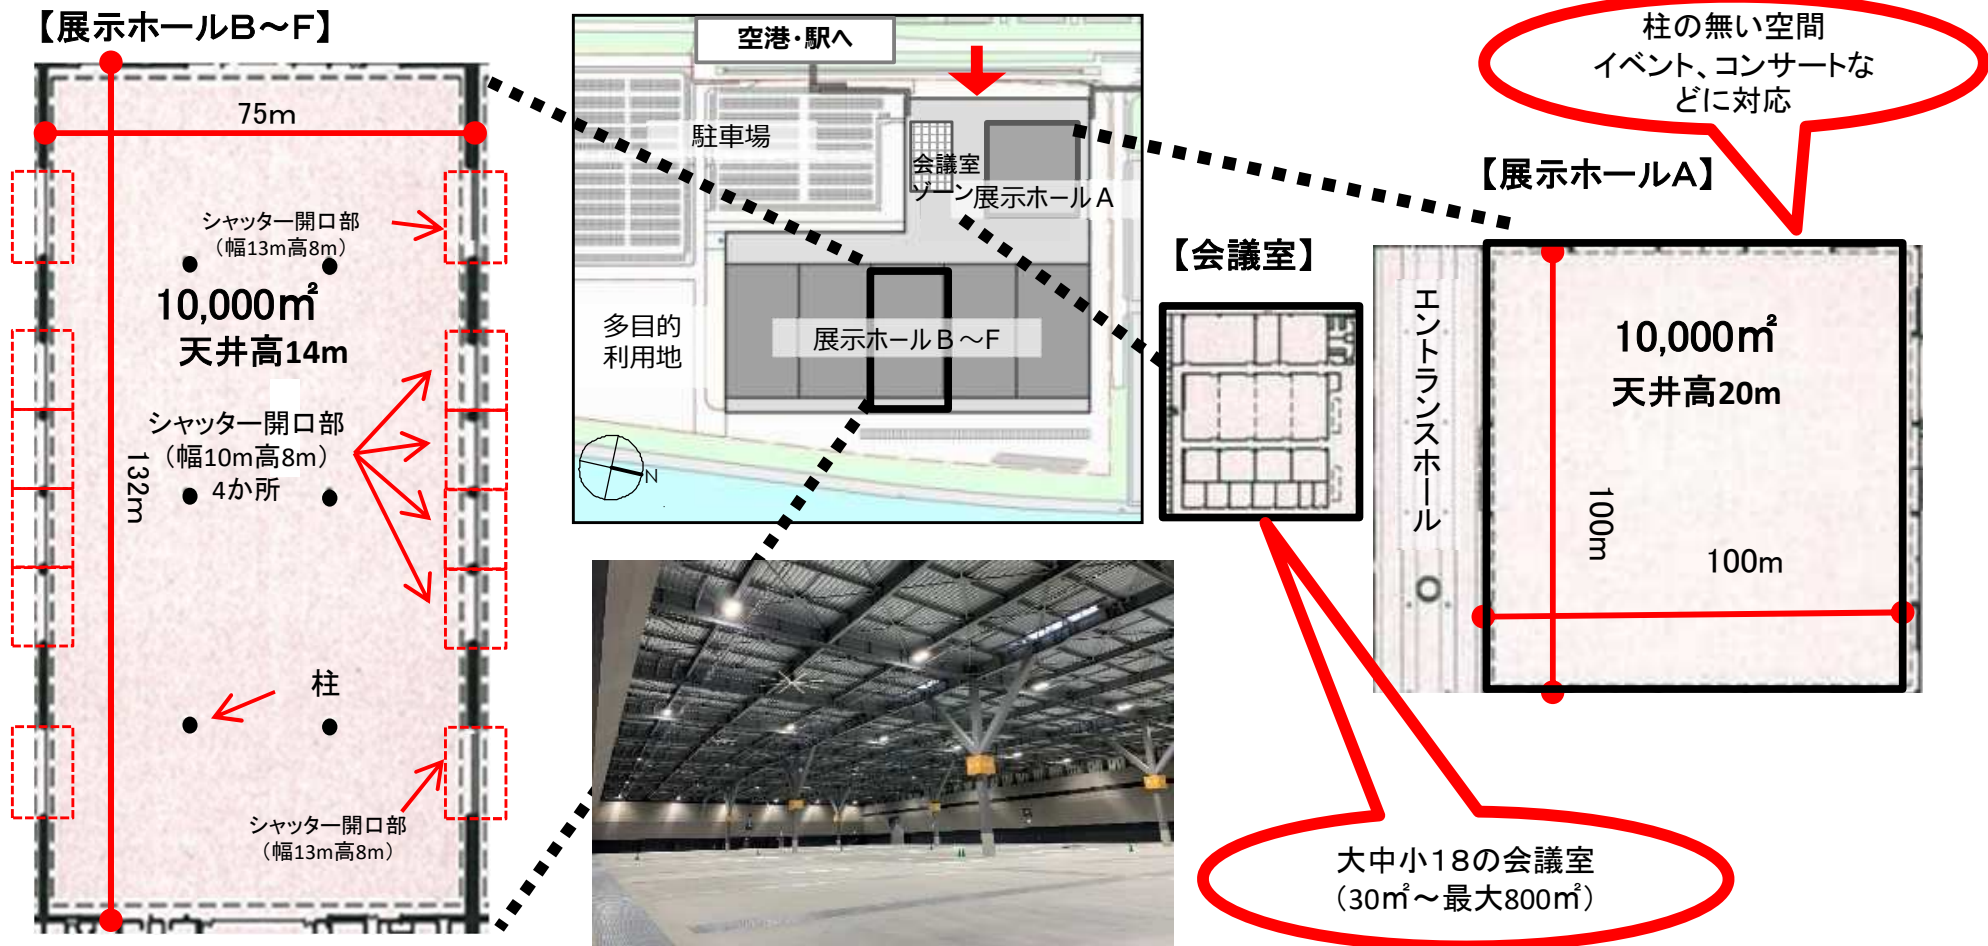 【展示ホールB～F】
75m
シャッター開口部
（幅13m高8m）
10,000㎡
天井高14m
シャッター開口部
（幅10m高8m）
4か所
132m
柱
シャッター開口部
（幅13m高8m）
空港・駅へ
駐車場
会議室
ゾーン
展示ホールA
多目的
利用地
展示ホールB～F
N
【会議室】
大中小18の会議室
（30㎡～最大800㎡）
柱の無い空間
イベント、コンサートな
どに対応
【展示ホールA】
エントランスホール
10,000㎡
天井高20m
100m
100m